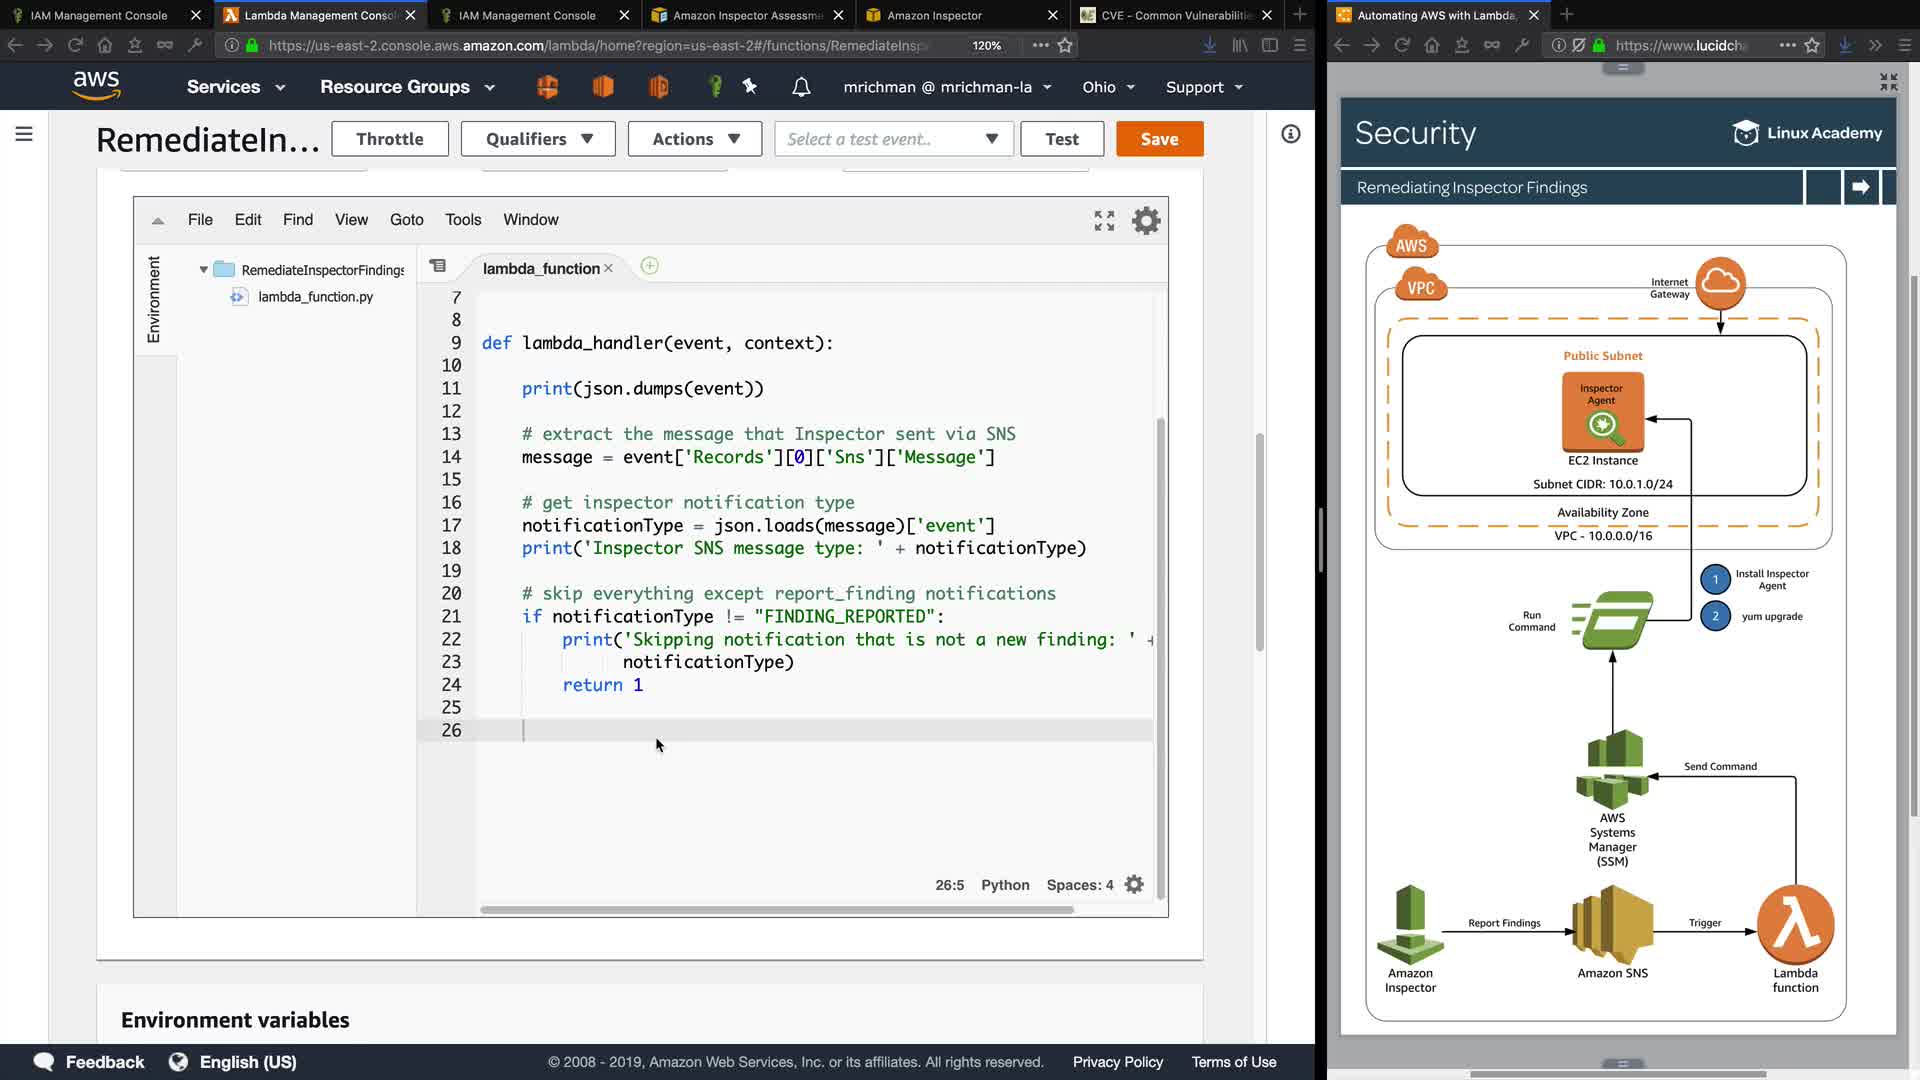 IAM Management Console
Lambda Management Conso
IAM Management Console
Amazon Inspector Assessme
Amazon Inspector
CVE - Common Vulnerabiliti
Automating AWS with Lambda,
https://us-east-2.console.aws.amazon.com/lambda/home?region=us-east-2#/functions/RemediateInsp
120%
https://www.lucidch
aws
Services
Resource Groups
mrichman @ mrichman-la
Ohio
Support
RemediateIn...
Throttle
Qualifiers
Actions
Select a test event..
Test
Save
File Edit Find View Goto Tools Window
Environment
RemediateInspectorFindings
lambda_function.py
lambda_function
7
8
9 def lambda_handler(event, context):
10
11 print(json.dumps(event))
12
13 # extract the message that Inspector sent via SNS
14 message = event['Records'][0]['Sns']['Message']
15
16 # get inspector notification type
17 notificationType = json.loads(message)['event']
18 print('Inspector SNS message type: ' + notificationType)
19
20 # skip everything except report_finding notifications
21 if notificationType != "FINDING_REPORTED":
22 print('Skipping notification that is not a new finding: ' +
23 notificationType)
24 return 1
25
26
26:5 Python Spaces: 4
Environment variables
Feedback
English (US)
© 2008 - 2019, Amazon Web Services, Inc. or its affiliates. All rights reserved.
Privacy Policy
Terms of Use
Security
Linux Academy
Remediating Inspector Findings
AWS
VPC
Internet
Gateway
Public Subnet
Inspector
Agent
EC2 Instance
Subnet CIDR: 10.0.1.0/24
Availability Zone
VPC - 10.0.0.0/16
1
Install Inspector
Agent
2
yum upgrade
Run
Command
Send Command
AWS
Systems
Manager
(SSM)
Report Findings
Trigger
Amazon
Inspector
Amazon SNS
Lambda
function